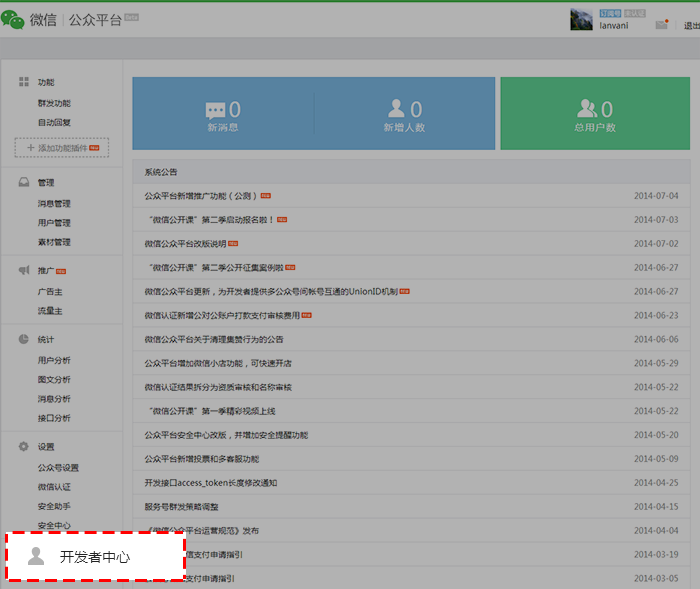 微信 | 公众平台 Beta
订阅号 未认证
lanvani
退出
功能
群发功能
自动回复
+ 添加功能插件
管理
消息管理
用户管理
素材管理
推广
广告主
流量主
统计
用户分析
图文分析
消息分析
接口分析
设置
公众号设置
微信认证
安全助手
安全中心
开发者中心
0
新消息
0
新增人数
0
总用户数
系统公告
公众平台新增推广功能（公测） 2014-07-04
“微信公开课”第二季启动报名啦！ 2014-07-03
微信公众平台改版说明 2014-07-02
“微信公开课”第二季公开征集案例啦 2014-06-27
微信公众平台更新，为开发者提供多公众号间帐号互通的UnionID机制 2014-06-27
微信认证新增公对公账户打款支付审核费用 2014-06-23
微信公众平台关于清理集赞行为的公告 2014-06-06
公众平台增加微信小店功能，可快速开店 2014-05-29
微信认证结果拆分为资质审核和名称审核 2014-05-22
“微信公开课”第一季精彩视频上线 2014-05-22
公众平台安全中心改版，并增加安全提醒功能 2014-05-20
公众平台新增投票和多客服功能 2014-05-09
开发接口access_token长度修改通知 2014-04-25
服务号群发策略调整 2014-04-15
《微信公众平台运营规范》发布 2014-04-04
信支付申请指引 2014-03-19
支付申请指引 2014-03-05